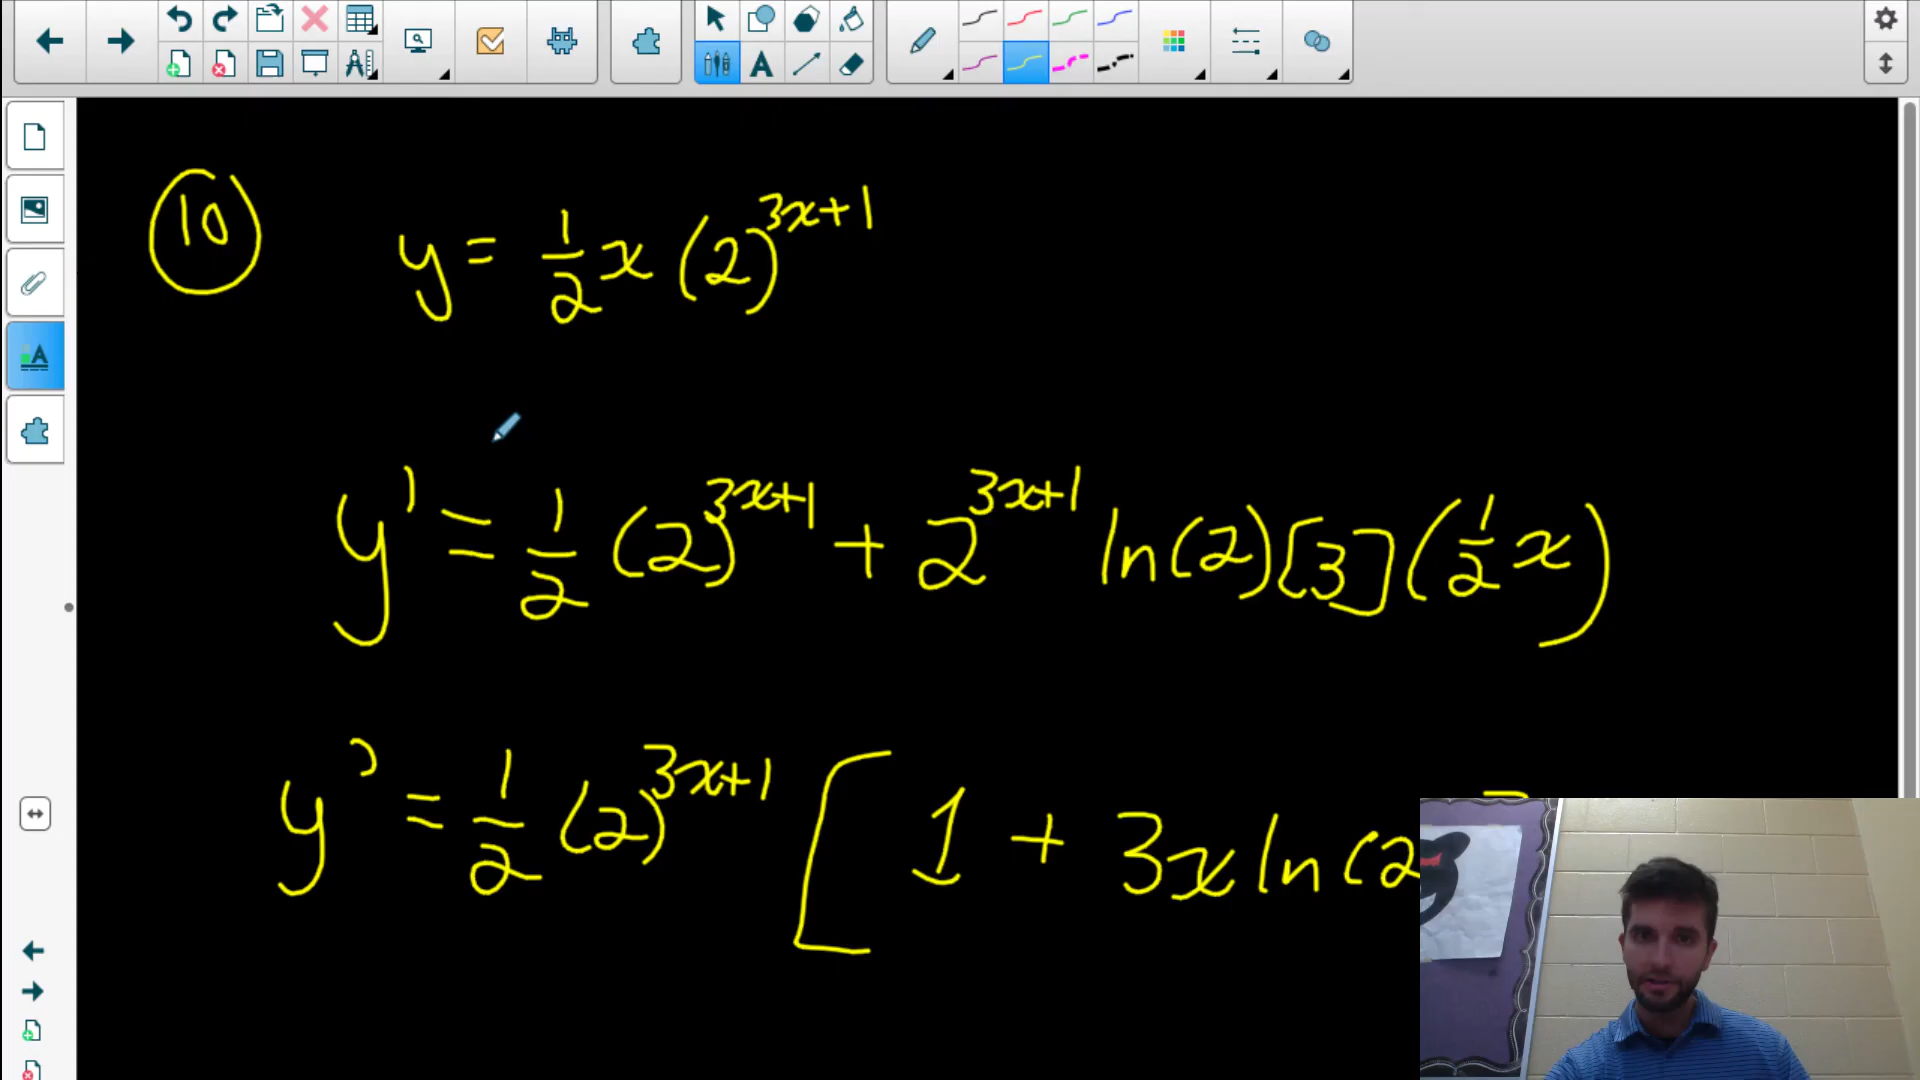 10 y = 1/2 x (2)^{3x+1}
y' = 1/2 (2)^{3x+1} + 2^{3x+1} ln(2)[3](1/2 x)
y' = 1/2 (2)^{3x+1} [ 1 + 3x ln(2